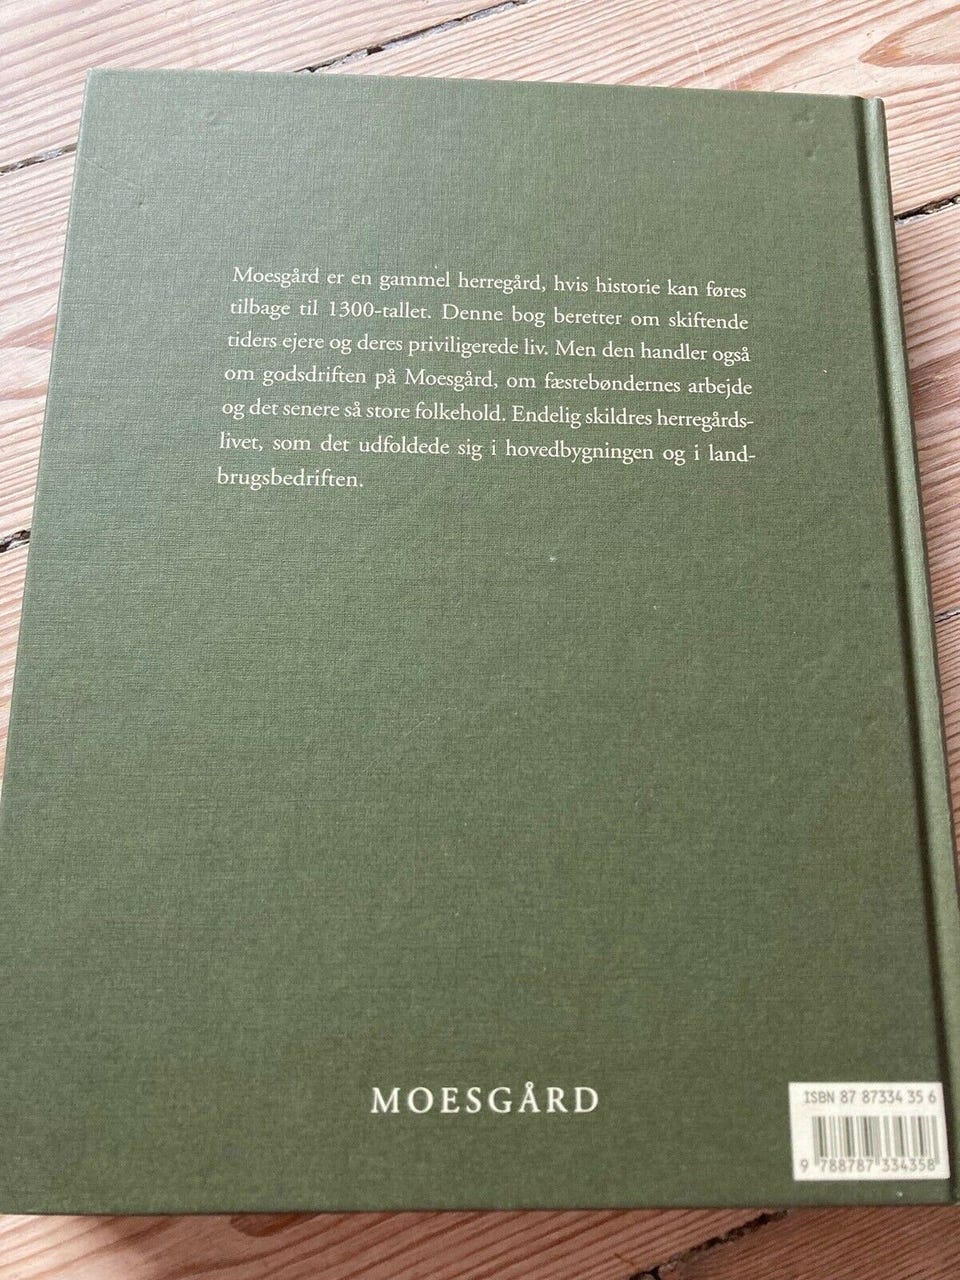 Moesgård er en gammel herregård, hvis historie kan føres
tilbage til 1300-tallet. Denne bog beretter om skiftende
tiders ejere og deres priviligerede liv. Men den handler også
om godsdriften på Moesgård, om fæstebøndernes arbejde
og det senere så store folkehold. Endelig skildres herregårds-
livet, som det udfoldede sig i hovedbygningen og i land-
brugsbedriften.
MOESGÅRD
ISBN 87 87334 35 6
9 788787 334358